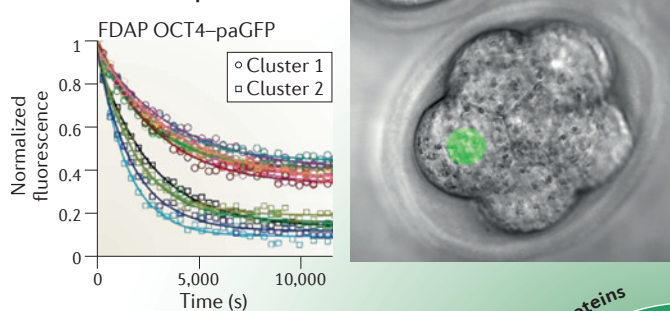 FDAP OCT4–paGFP
1
0.8
0.6
0.4
0.2
0
Normalized
fluorescence
Cluster 1
Cluster 2
0
5,000
10,000
Time (s)